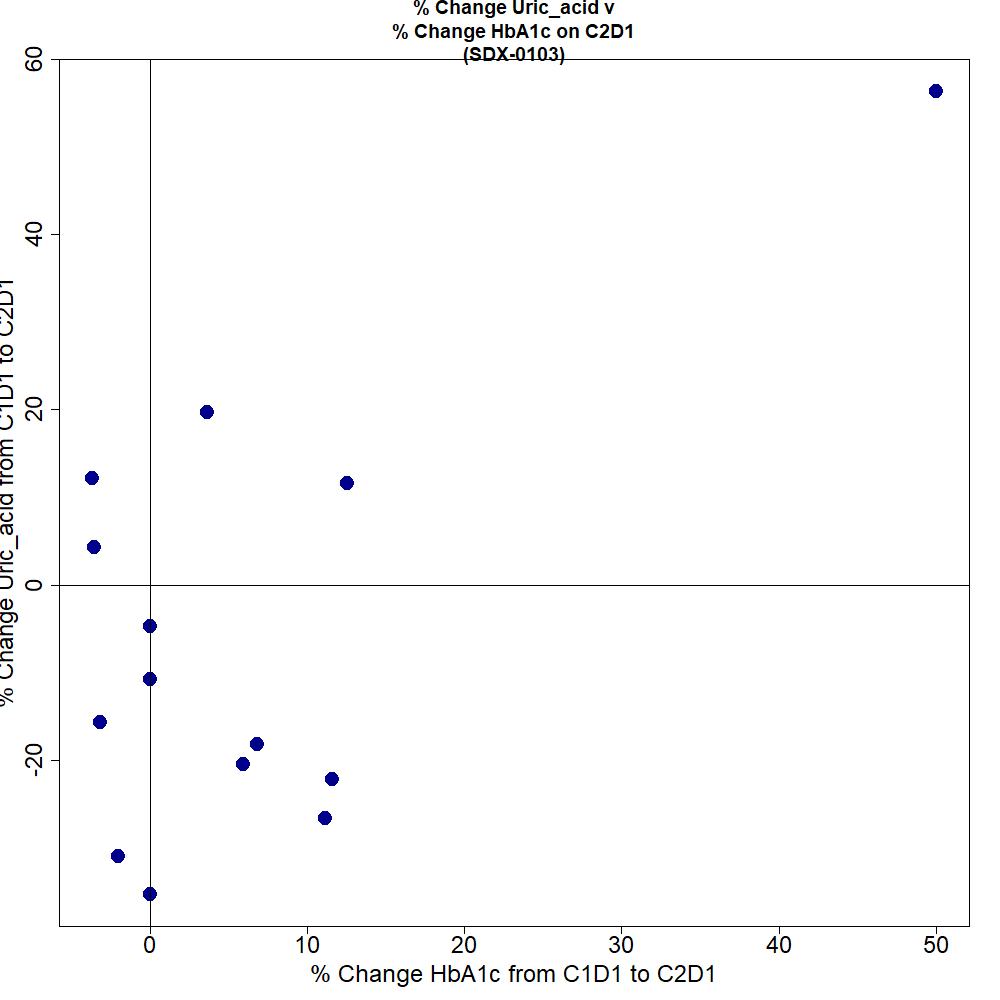 % Change Uric_acid v
% Change HbA1c on C2D1
(SDX-0103)
60
40
20
0
-20
% Change Uric_acid from C1D1 to C2D1
0 10 20 30 40 50
% Change HbA1c from C1D1 to C2D1